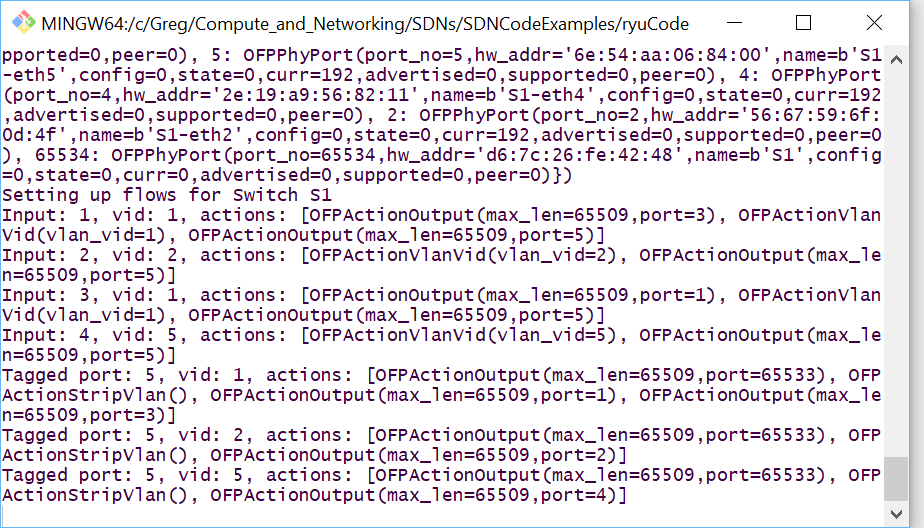 MINGW64:/c/Greg/Compute_and_Networking/SDNs/SDNCodeExamples/ryuCode
pported=0,peer=0), 5: OFPPhyPort(port_no=5,hw_addr='6e:54:aa:06:84:00',name=b'S1
-eth5',config=0,state=0,curr=192,advertised=0,supported=0,peer=0), 4: OFPPhyPort
(port_no=4,hw_addr='2e:19:a9:56:82:11',name=b'S1-eth4',config=0,state=0,curr=192
,advertised=0,supported=0,peer=0), 2: OFPPhyPort(port_no=2,hw_addr='56:67:59:6f:
0d:4f',name=b'S1-eth2',config=0,state=0,curr=192,advertised=0,supported=0,peer=0
), 65534: OFPPhyPort(port_no=65534,hw_addr='d6:7c:26:fe:42:48',name=b'S1',config
=0,state=0,curr=0,advertised=0,supported=0,peer=0)})
Setting up flows for Switch S1
Input: 1, vid: 1, actions: [OFPActionOutput(max_len=65509,port=3), OFPActionVlan
Vid(vlan_vid=1), OFPActionOutput(max_len=65509,port=5)]
Input: 2, vid: 2, actions: [OFPActionVlanVid(vlan_vid=2), OFPActionOutput(max_le
n=65509,port=5)]
Input: 3, vid: 1, actions: [OFPActionOutput(max_len=65509,port=1), OFPActionVlan
Vid(vlan_vid=1), OFPActionOutput(max_len=65509,port=5)]
Input: 4, vid: 5, actions: [OFPActionVlanVid(vlan_vid=5), OFPActionOutput(max_le
n=65509,port=5)]
Tagged port: 5, vid: 1, actions: [OFPActionOutput(max_len=65509,port=65533), OFP
ActionStripVlan(), OFPActionOutput(max_len=65509,port=1), OFPActionOutput(max_le
n=65509,port=3)]
Tagged port: 5, vid: 2, actions: [OFPActionOutput(max_len=65509,port=65533), OFP
ActionStripVlan(), OFPActionOutput(max_len=65509,port=2)]
Tagged port: 5, vid: 5, actions: [OFPActionOutput(max_len=65509,port=65533), OFP
ActionStripVlan(), OFPActionOutput(max_len=65509,port=4)]